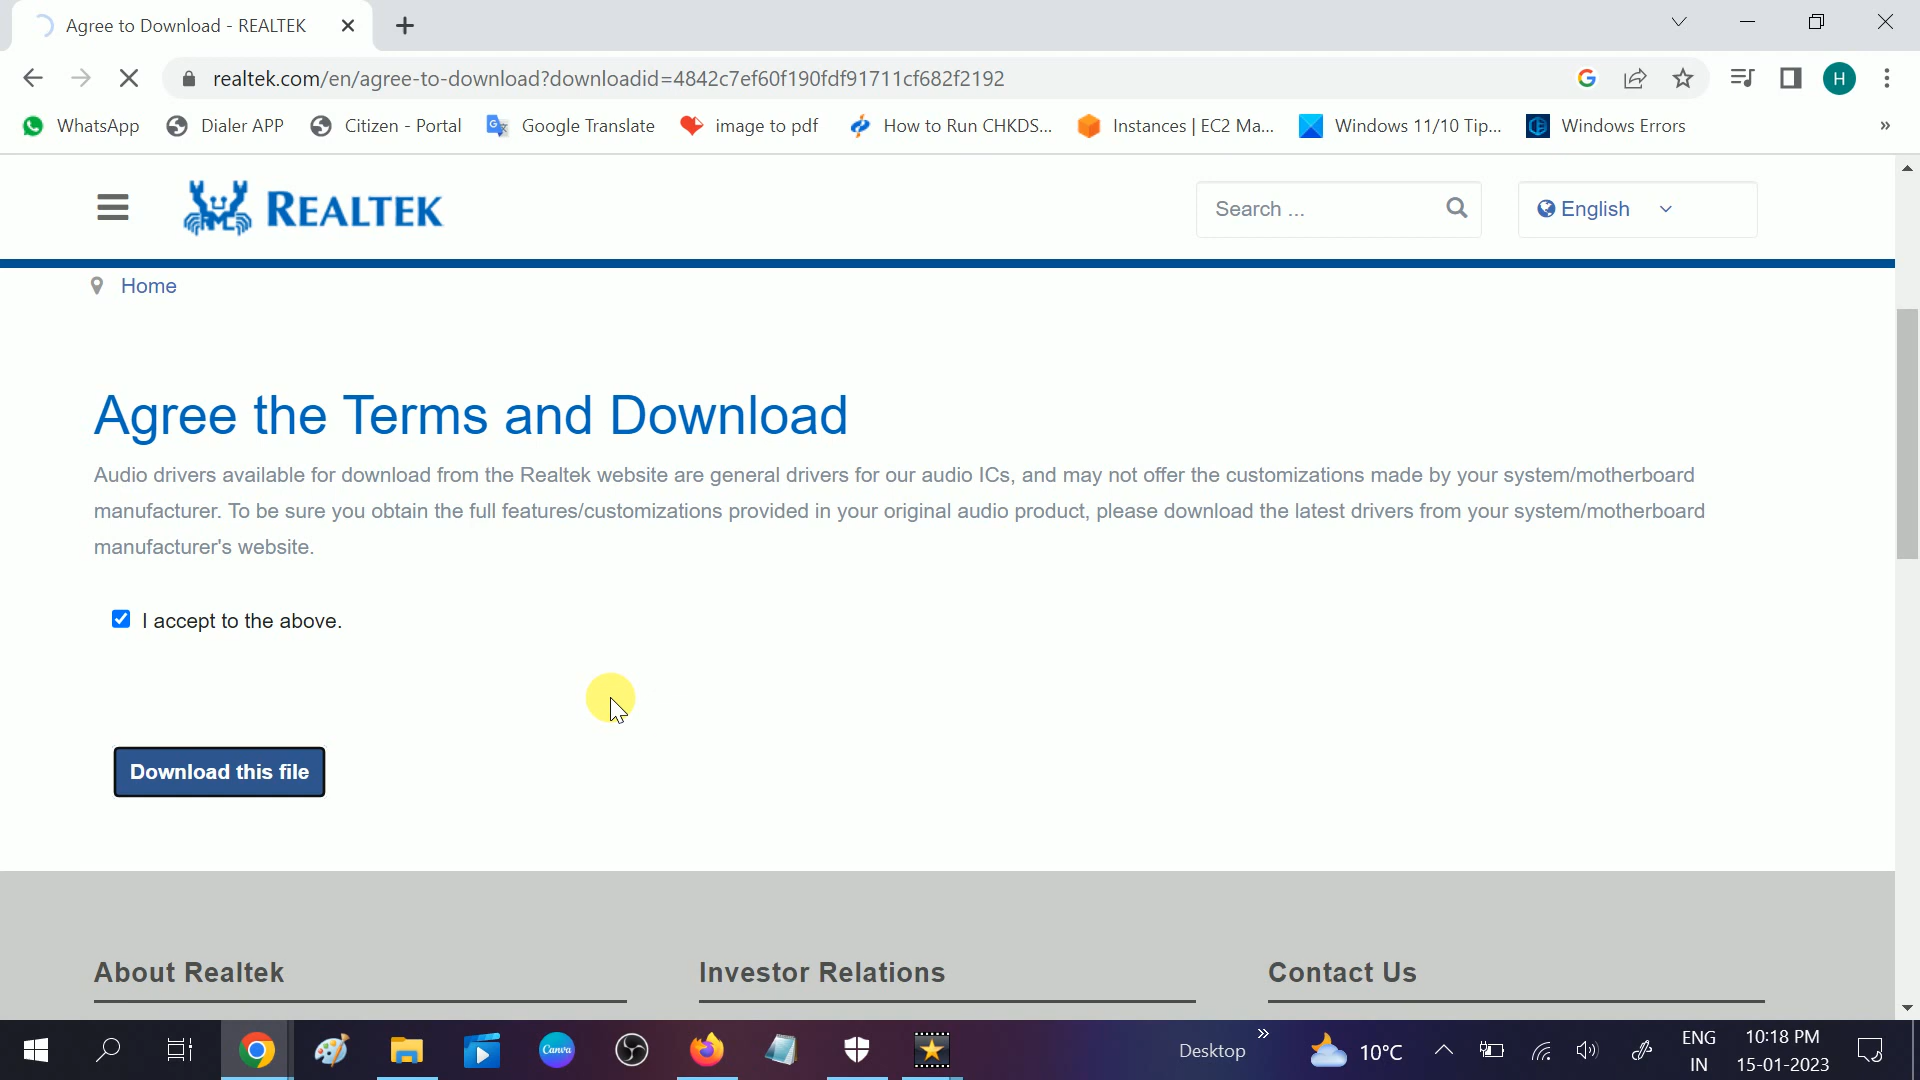 Agree to Download - REALTEK
realtek.com/en/agree-to-download?downloadid=4842c7ef60f190fdf91711cf682f2192
H
WhatsApp Dialer APP Citizen - Portal Google Translate image to pdf How to Run CHKDS... Instances | EC2 Ma... Windows 11/10 Tip... Windows Errors »
REALTEK
Search ...
English
Home
Agree the Terms and Download
Audio drivers available for download from the Realtek website are general drivers for our audio ICs, and may not offer the customizations made by your system/motherboard
manufacturer. To be sure you obtain the full features/customizations provided in your original audio product, please download the latest drivers from your system/motherboard
manufacturer's website.
I accept to the above.
Download this file
About Realtek Investor Relations Contact Us
Canva
Desktop »
10°C
ENG
IN
10:18 PM
15-01-2023